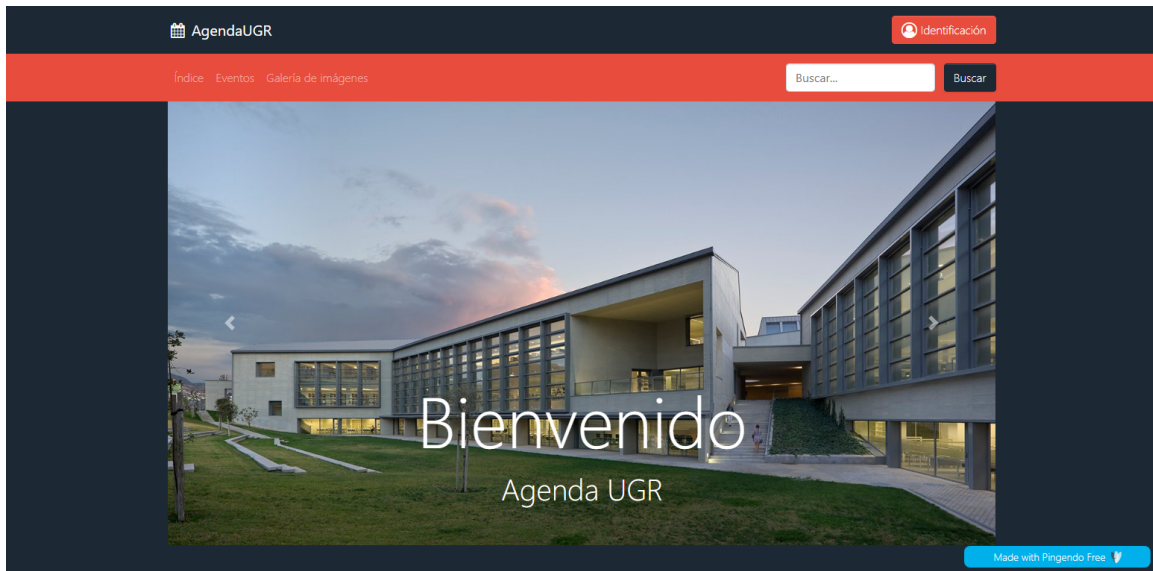 AgendaUGR
Identificación
Índice Eventos Galería de imágenes
Buscar...
Buscar
Bienvenido
Agenda UGR
Made with Pingendo Free